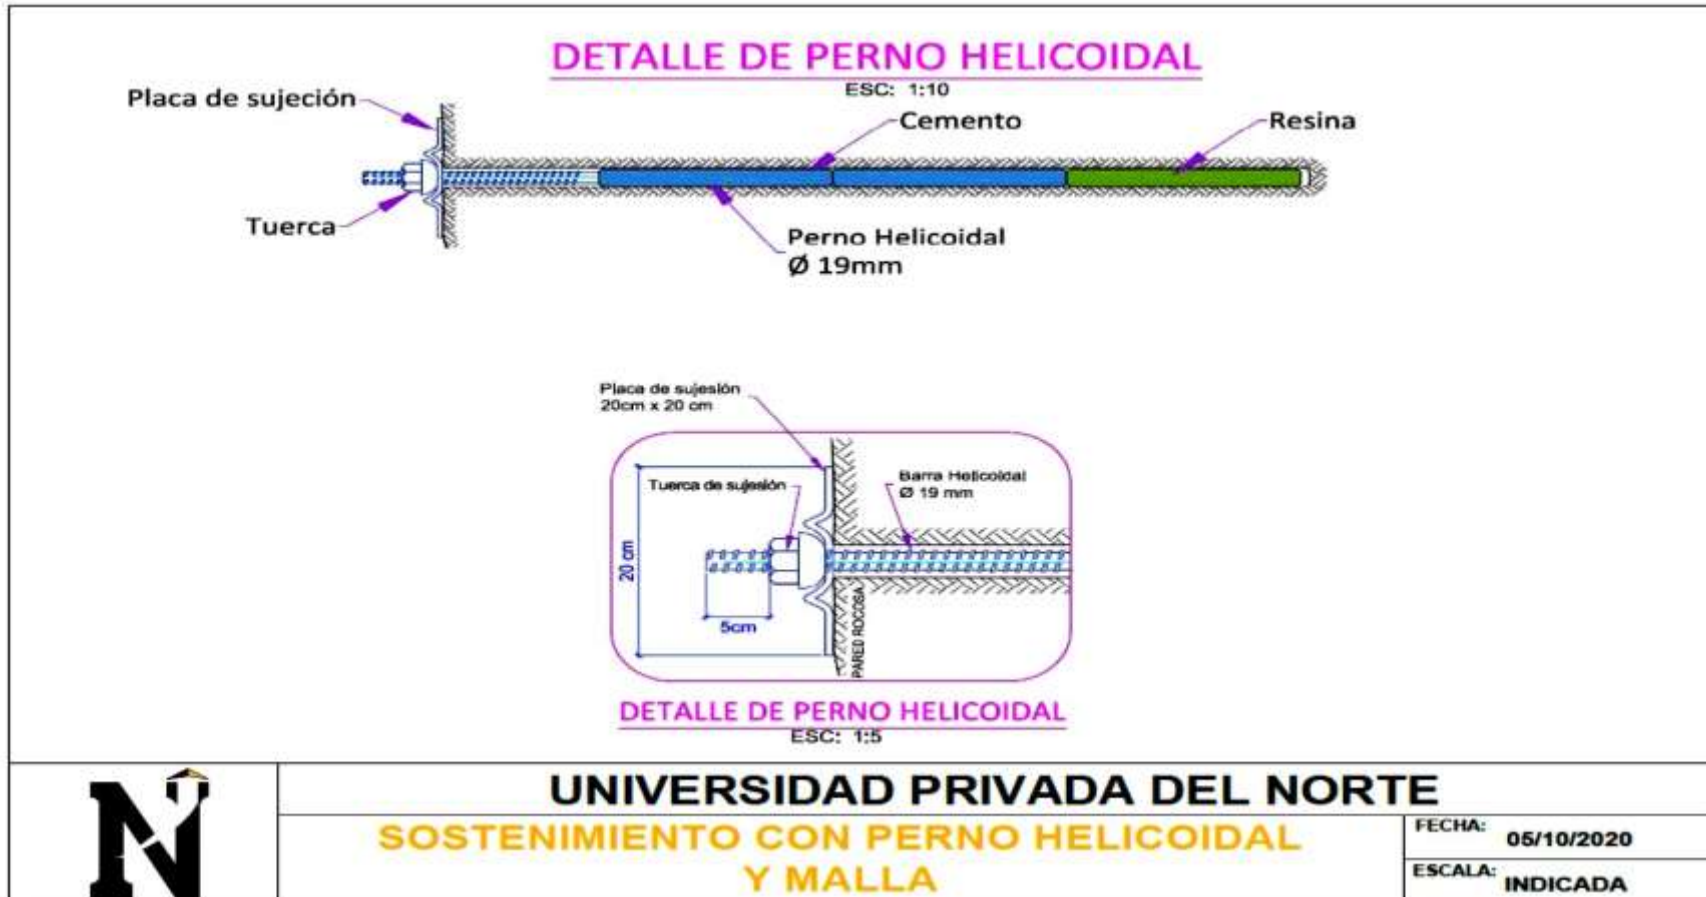 DETALLE DE PERNO HELICOIDAL
ESC: 1:10
Placa de sujeción
Cemento
Resina
Tuerca
Perno Helicoidal
Ø 19mm
Placa de sujesión
20cm x 20 cm
Tuerca de sujesión
Barra Helicoidal
Ø 19 mm
20 cm
5cm
PARED ROCOSA
DETALLE DE PERNO HELICOIDAL
ESC: 1:5
UNIVERSIDAD PRIVADA DEL NORTE
SOSTENIMIENTO CON PERNO HELICOIDAL
Y MALLA
FECHA: 05/10/2020
ESCALA: INDICADA
N